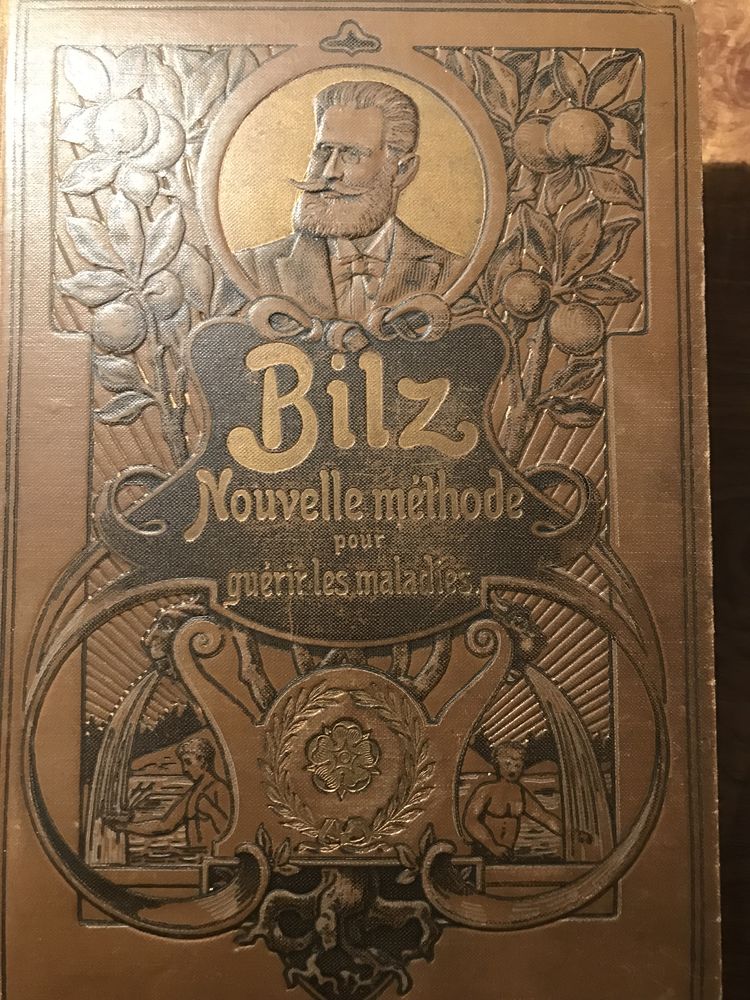 Bilz
Nouvelle méthode
pour
guérir les maladies.